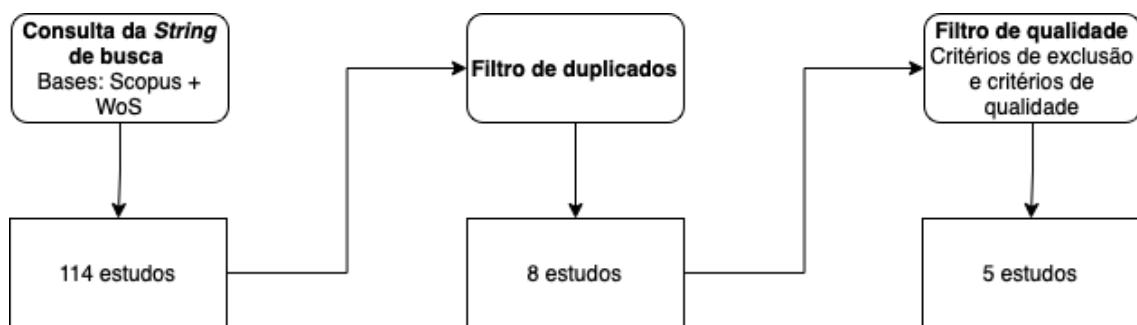 Consulta da String
de busca
Bases: Scopus +
WoS
114 estudos
Filtro de duplicados
8 estudos
Filtro de qualidade
Critérios de exclusão
e critérios de
qualidade
5 estudos